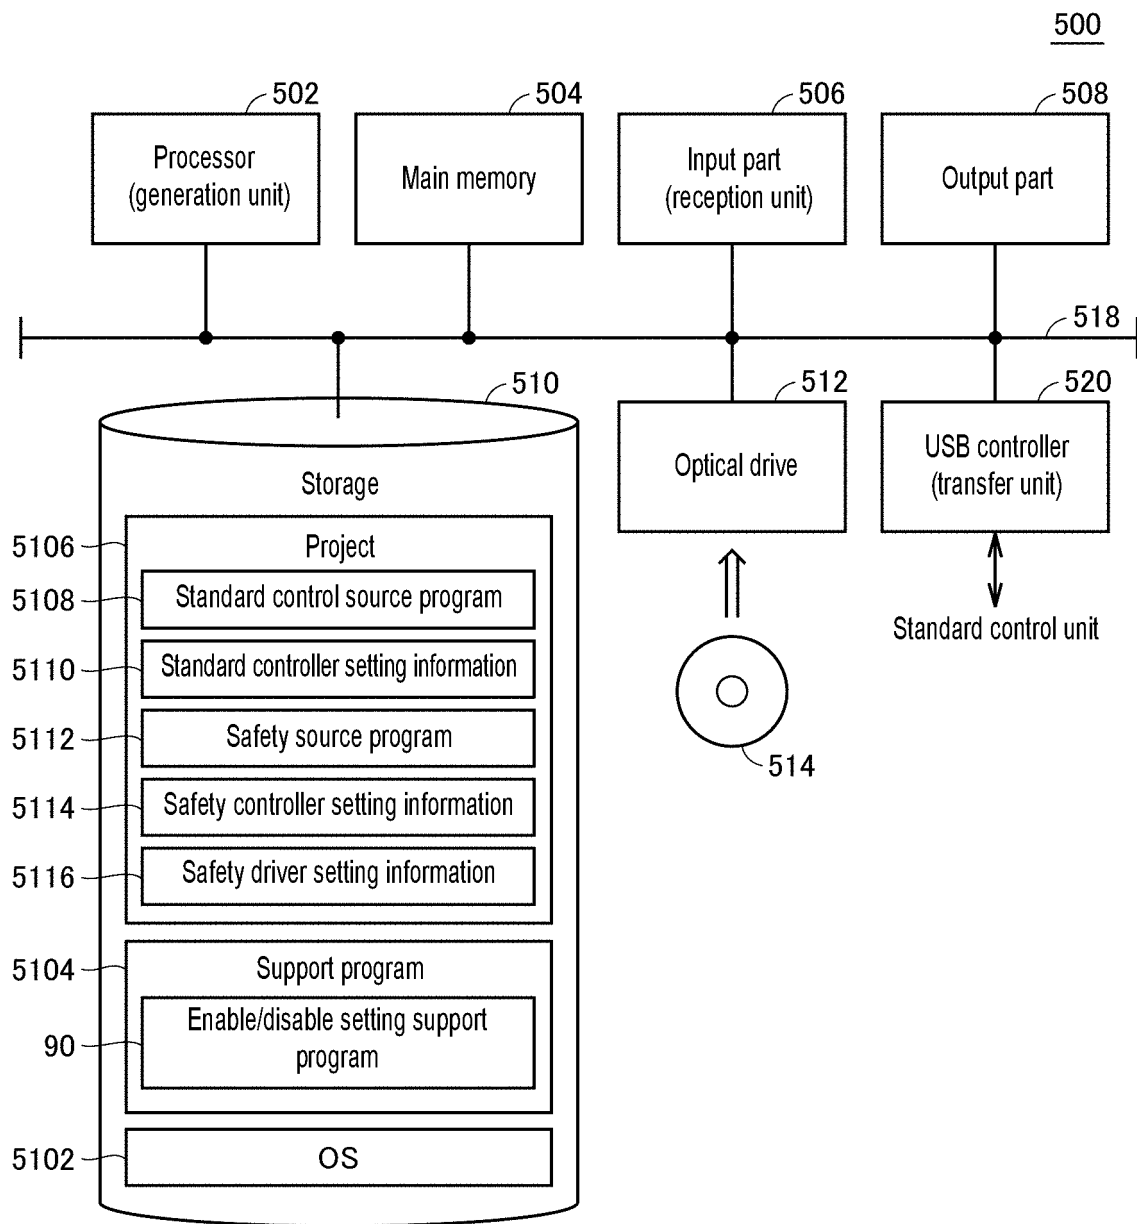 500
502
504
506
508
Processor
(generation unit)
Main memory
Input part
(reception unit)
Output part
518
510
512
520
Storage
Optical drive
USB controller
(transfer unit)
5106
Project
5108
Standard control source program
5110
Standard controller setting information
5112
Safety source program
5114
Safety controller setting information
5116
Safety driver setting information
Standard control unit
514
5104
Support program
90
Enable/disable setting support
program
5102
OS